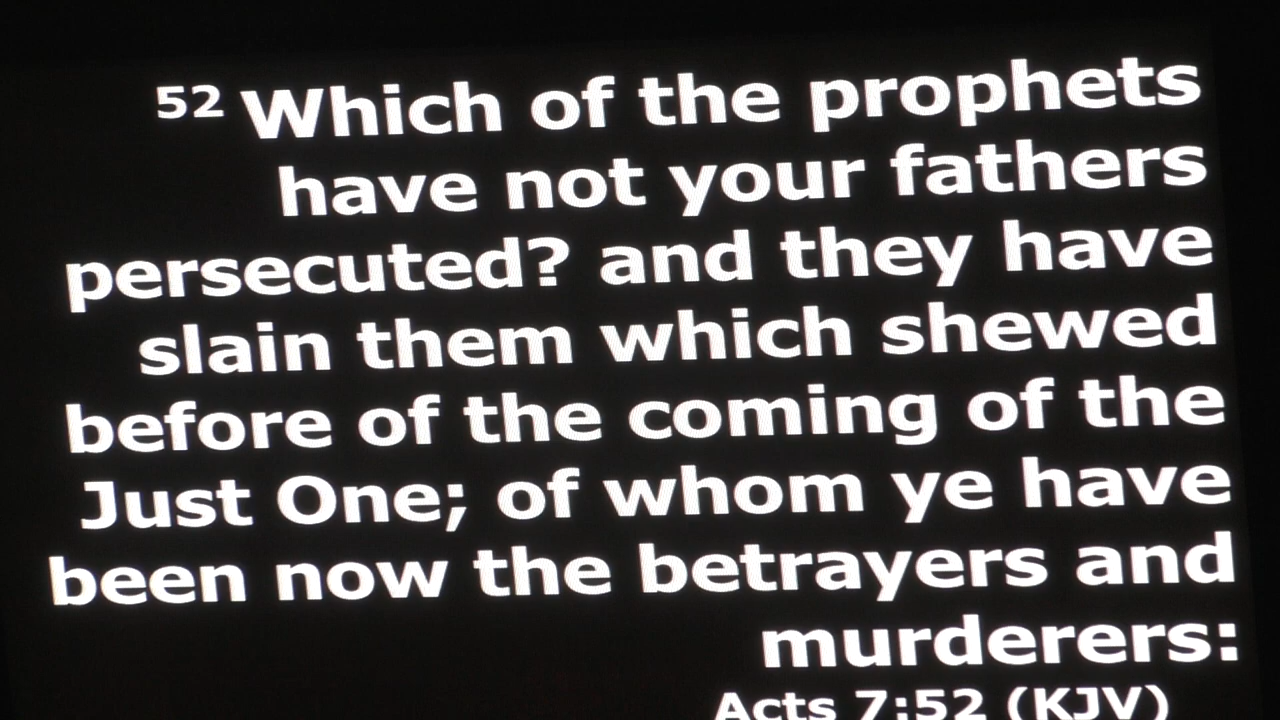 52 Which of the prophets
have not your fathers
persecuted? and they have
slain them which shewed
before of the coming of the
Just One; of whom ye have
been now the betrayers and
murderers:
Acts 7:52 (KJV)